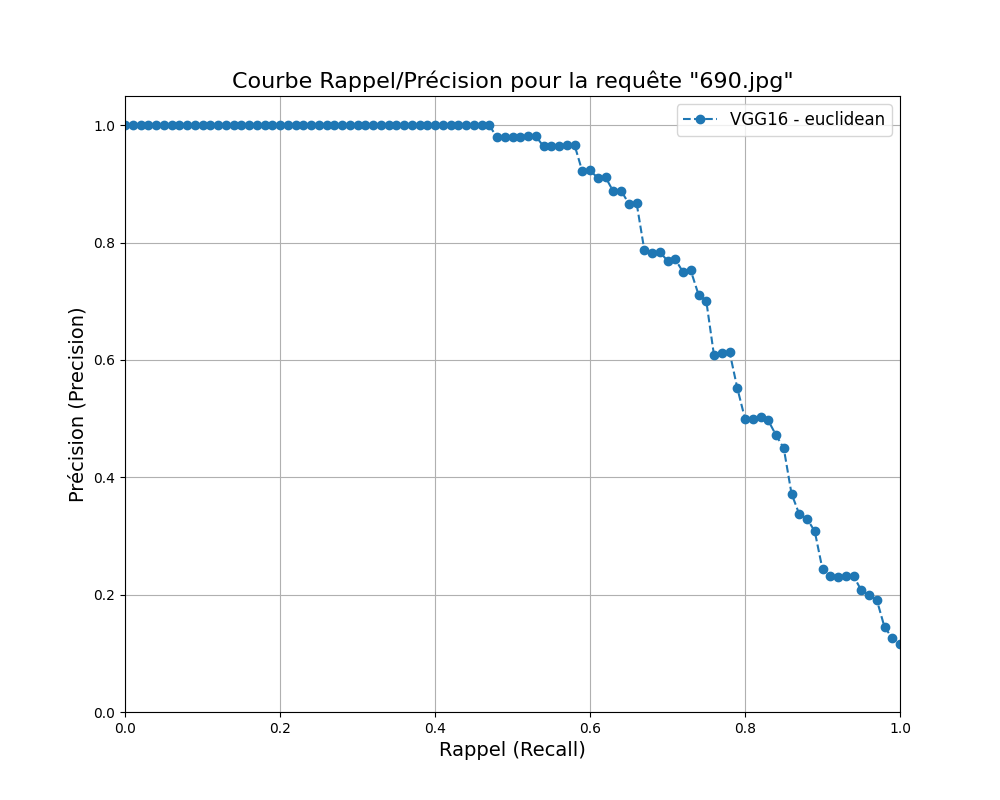 Courbe Rappel/Précision pour la requête "690.jpg"
VGG16 - euclidean
1.0
0.8
0.6
0.4
0.2
0.0
Précision (Precision)
0.0 0.2 0.4 0.6 0.8 1.0
Rappel (Recall)